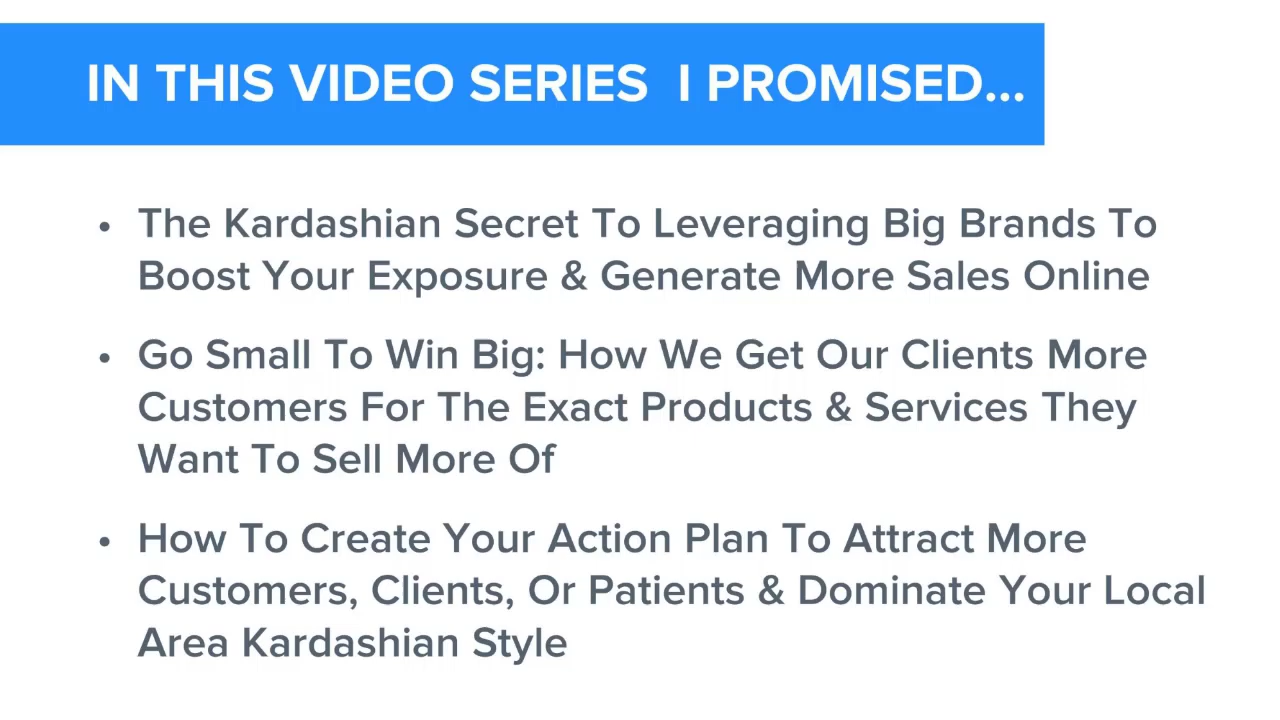 IN THIS VIDEO SERIES  I PROMISED...
• The Kardashian Secret To Leveraging Big Brands To
Boost Your Exposure & Generate More Sales Online
• Go Small To Win Big: How We Get Our Clients More
Customers For The Exact Products & Services They
Want To Sell More Of
• How To Create Your Action Plan To Attract More
Customers, Clients, Or Patients & Dominate Your Local
Area Kardashian Style